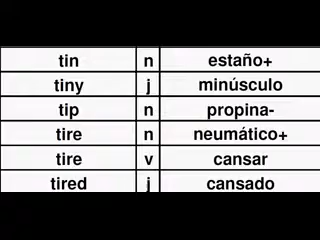 tin n estaño+
tiny j minúsculo
tip n propina-
tire n neumático+
tire v cansar
tired j cansado